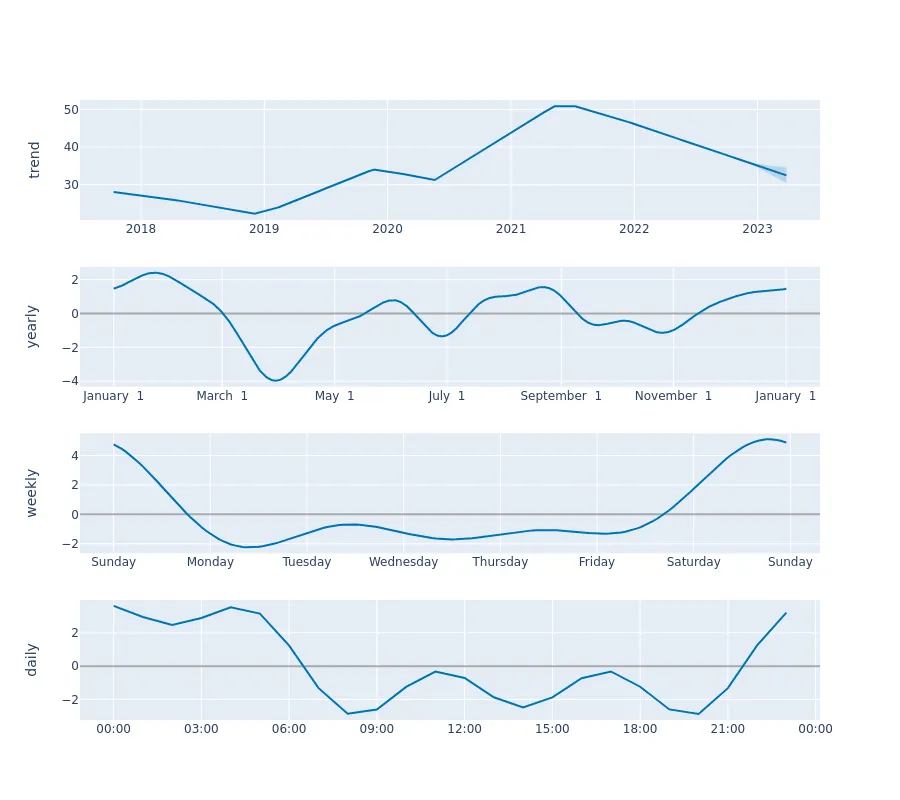 50
40
30
trend
2018 2019 2020 2021 2022 2023
2
0
−2
−4
yearly
January 1 March 1 May 1 July 1 September 1 November 1 January 1
4
2
0
−2
weekly
Sunday Monday Tuesday Wednesday Thursday Friday Saturday Sunday
2
0
−2
daily
00:00 03:00 06:00 09:00 12:00 15:00 18:00 21:00 00:00